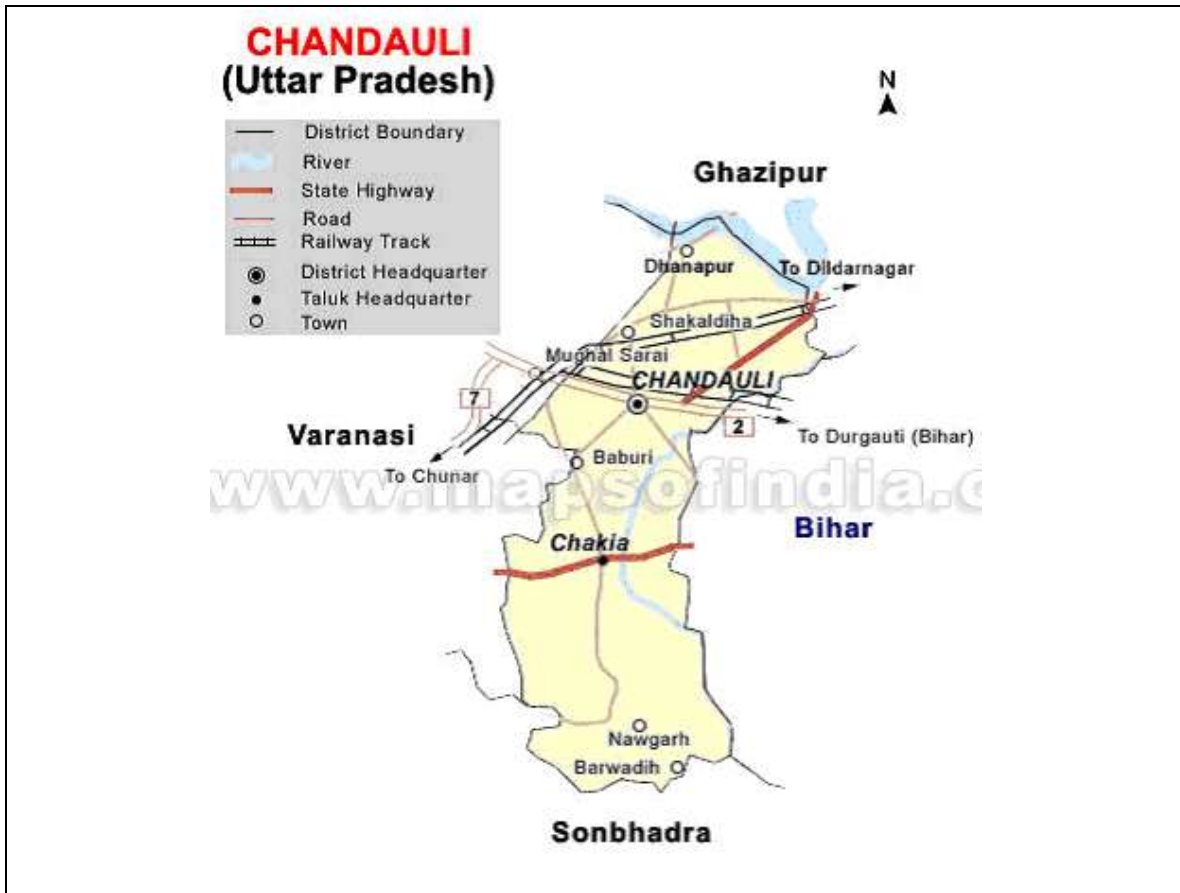 CHANDAULI
(Uttar Pradesh)
N
District Boundary
River
State Highway
Road
Railway Track
District Headquarter
Taluk Headquarter
Town
Ghazipur
Dhanapur
To Dildarnagar
Shakaldiha
Mughal Sarai
CHANDAULI
7
2
Varanasi
To Durgauti (Bihar)
Baburi
To Chunar
www.mapsofindia.c
Bihar
Chakia
Nawgarh
Barwadih
Sonbhadra